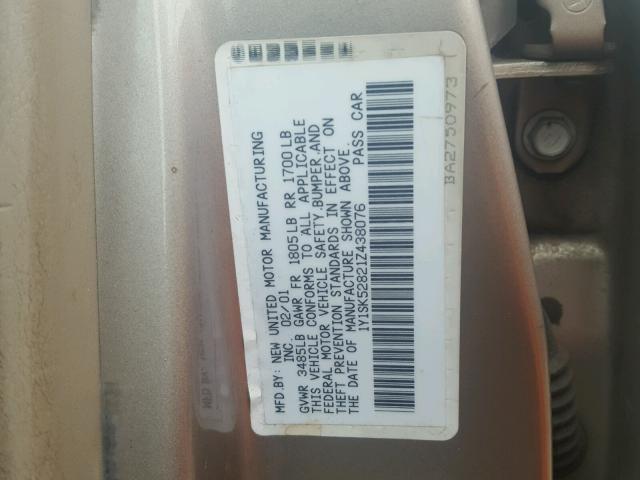 MFD.BY: NEW UNITED MOTOR MANUFACTURING
INC. 02/01
GVWR 3485LB GAWR FR 1805LB RR 1700LB
THIS VEHICLE CONFORMS TO ALL APPLICABLE
FEDERAL MOTOR VEHICLE SAFETY,BUMPER,AND
THEFT PREVENTION STANDARDS IN EFFECT ON
THE DATE OF MANUFACTURE SHOWN ABOVE.
1Y1SK52821Z438076 PASS CAR
BA2750973